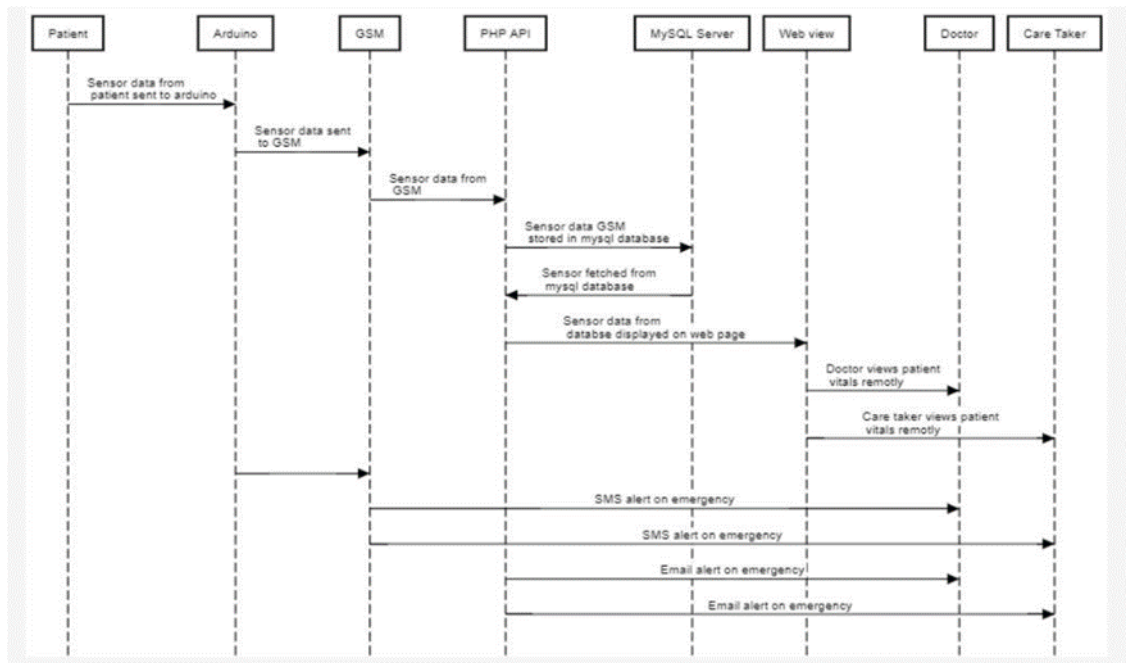 Patient
Arduino
GSM
PHP API
MySQL Server
Web view
Doctor
Care Taker
Sensor data from
patient sent to arduino
Sensor data sent
to GSM
Sensor data from
GSM
Sensor data GSM
stored in mysql database
Sensor fetched from
mysql database
Sensor data from
databse displayed on web page
Doctor views patient
vitals remotly
Care taker views patient
vitals remotly
SMS alert on emergency
SMS alert on emergency
Email alert on emergency
Email alert on emergency